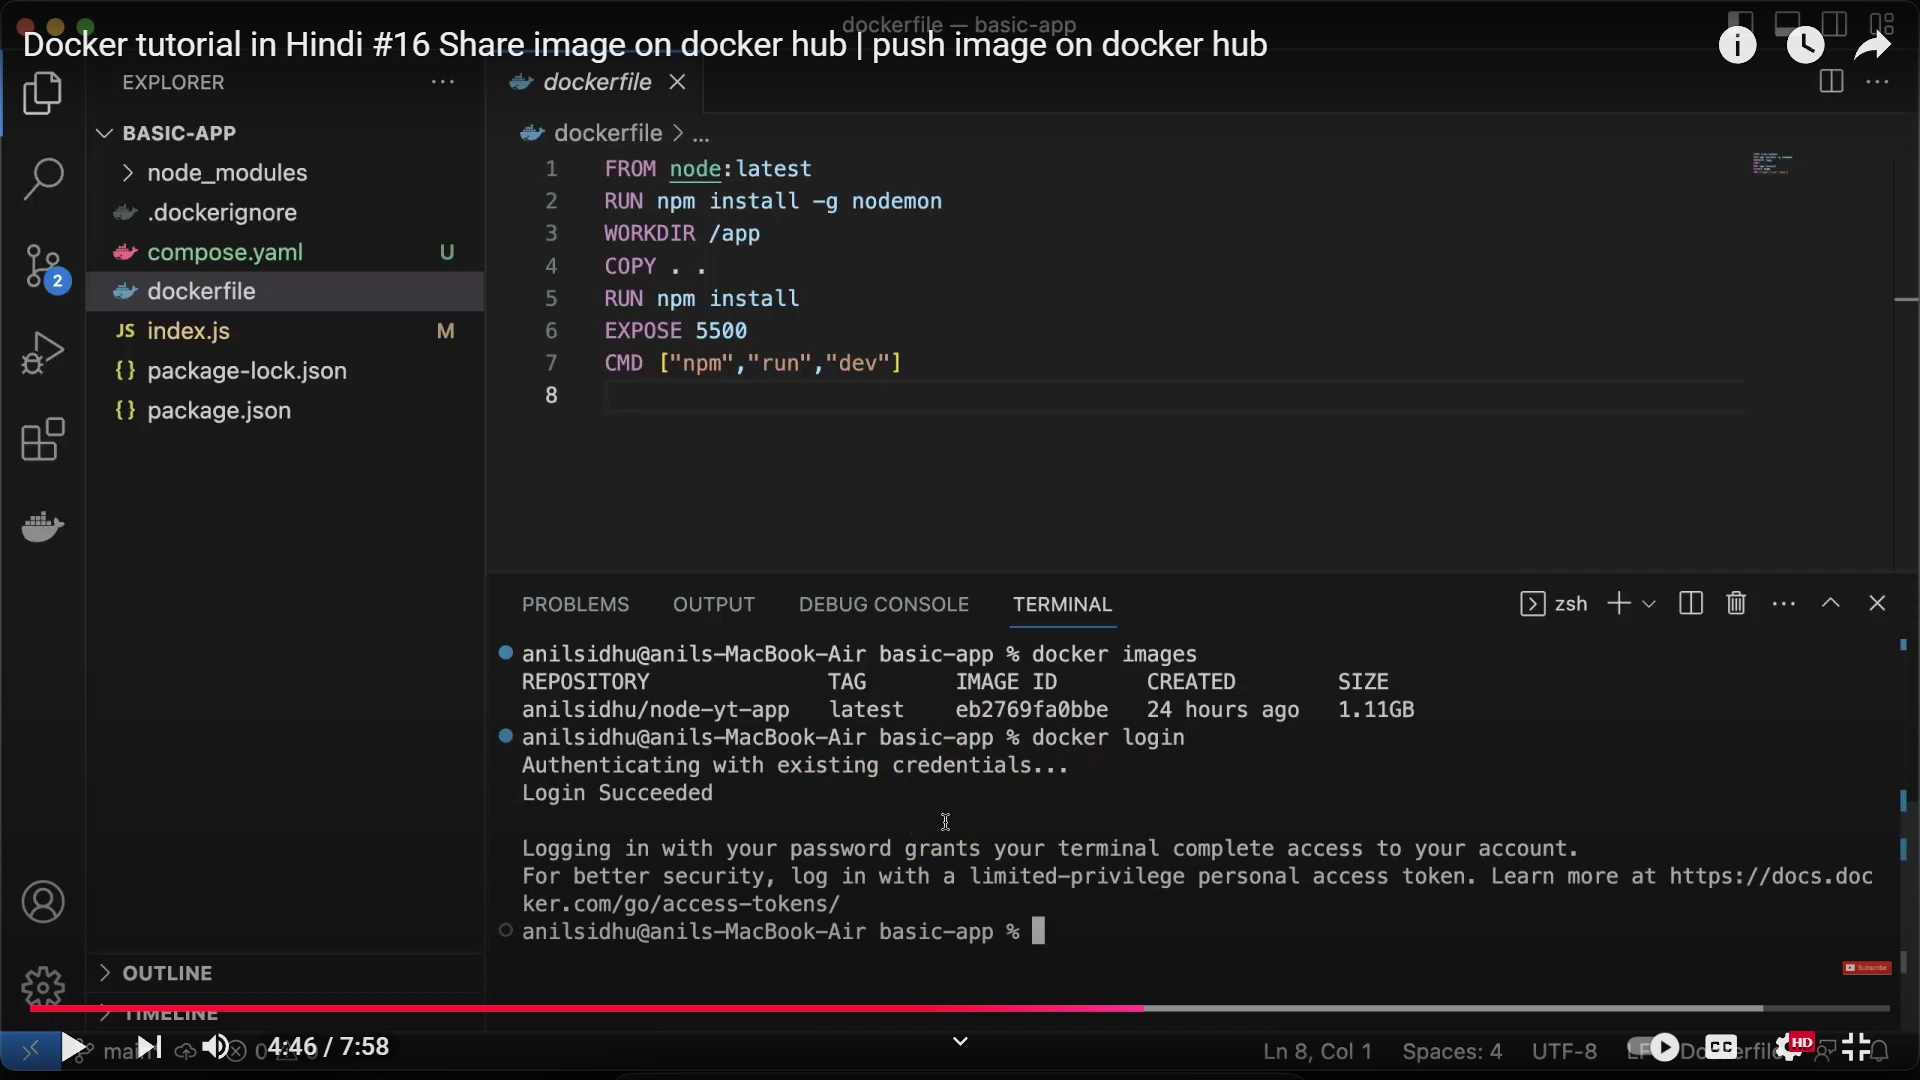 dockerfile — basic-app
Docker tutorial in Hindi #16 Share image on docker hub | push image on docker hub
EXPLORER
BASIC-APP
node_modules
.dockerignore
compose.yaml U
dockerfile
JS index.js M
{} package-lock.json
{} package.json
2
OUTLINE
TIMELINE
dockerfile
dockerfile > ...
1 FROM node:latest
2 RUN npm install -g nodemon
3 WORKDIR /app
4 COPY . .
5 RUN npm install
6 EXPOSE 5500
7 CMD ["npm","run","dev"]
8
PROBLEMS OUTPUT DEBUG CONSOLE TERMINAL zsh
anilsidhu@anils-MacBook-Air basic-app % docker images
REPOSITORY TAG IMAGE ID CREATED SIZE
anilsidhu/node-yt-app latest eb2769fa0bbe 24 hours ago 1.11GB
anilsidhu@anils-MacBook-Air basic-app % docker login
Authenticating with existing credentials...
Login Succeeded
Logging in with your password grants your terminal complete access to your account.
For better security, log in with a limited-privilege personal access token. Learn more at https://docs.doc
ker.com/go/access-tokens/
anilsidhu@anils-MacBook-Air basic-app %
Subscribe
4:46 / 7:58
Ln 8, Col 1 Spaces: 4 UTF-8 LF
CC HD